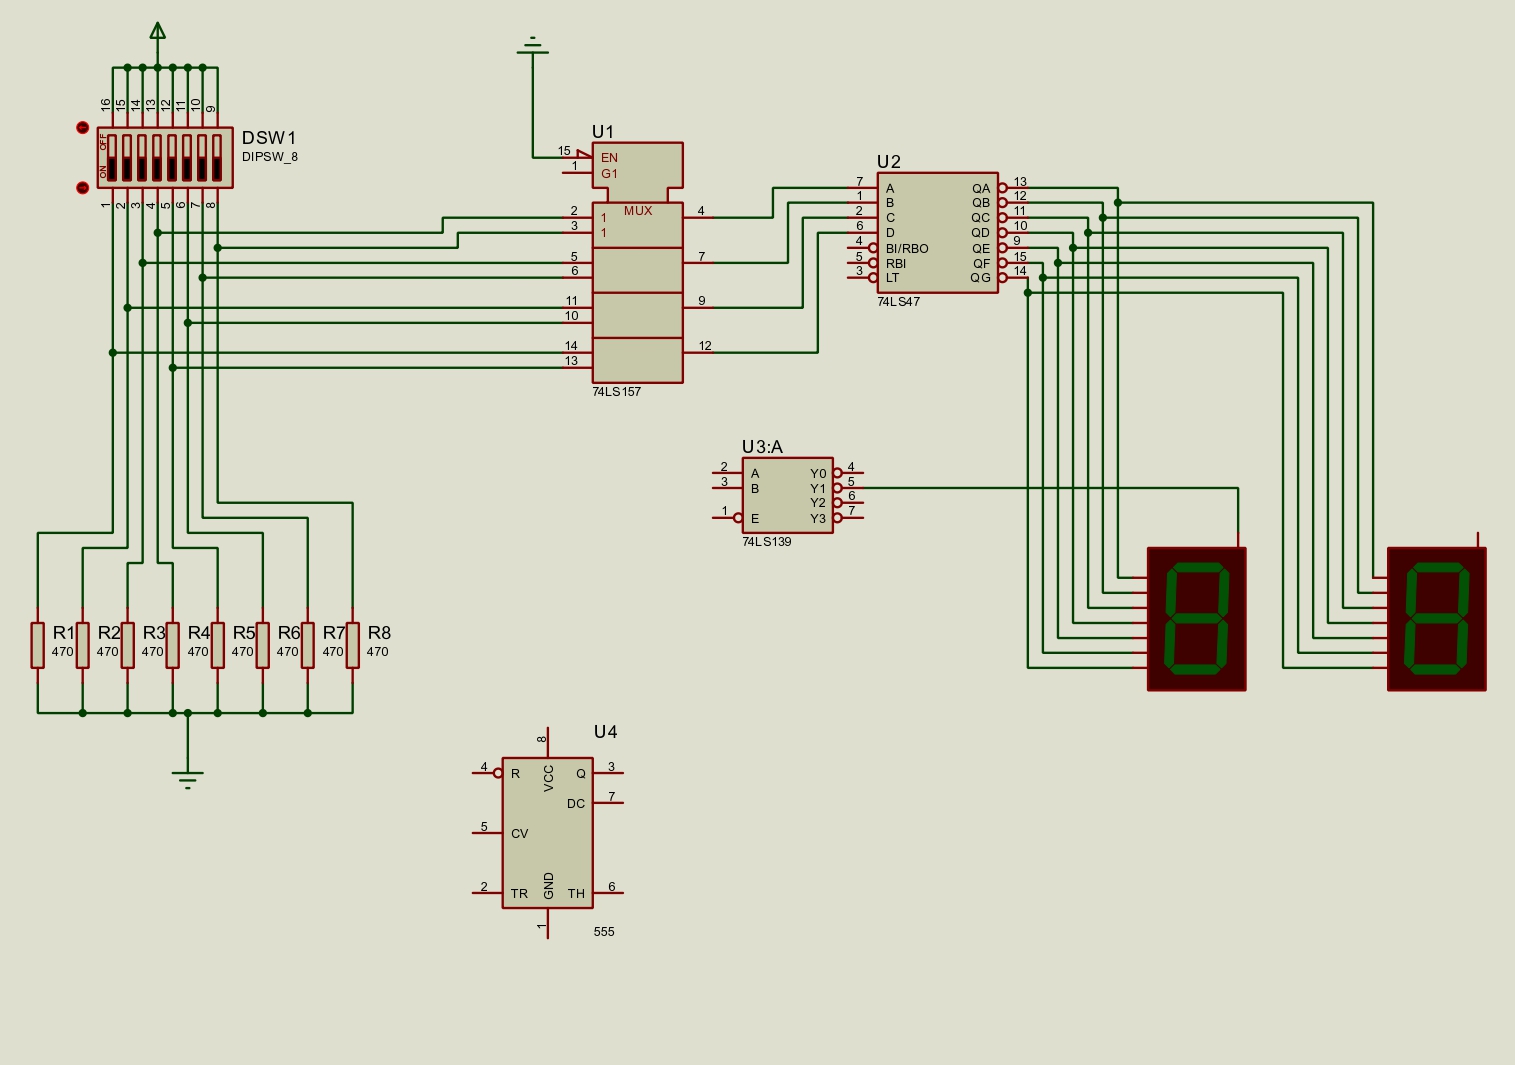 16 15 14 13 12 11 10 9
OFF ON
DSW1
DIPSW_8
1 2 3 4 5 6 7 8
U1
15 EN
1 G1
MUX
2 1 4
3 1
5 7
6
11 9
10
14 12
13
74LS157
U2
7 A QA 13
1 B QB 12
2 C QC 11
6 D QD 10
4 BI/RBO QE 9
5 RBI QF 15
3 LT QG 14
74LS47
U3:A
2 A Y0 4
3 B Y1 5
Y2 6
1 E Y3 7
74LS139
R1 R2 R3 R4 R5 R6 R7 R8
470 470 470 470 470 470 470 470
U4
8
4 R VCC Q 3
DC 7
5 CV
2 TR GND TH 6
1
555